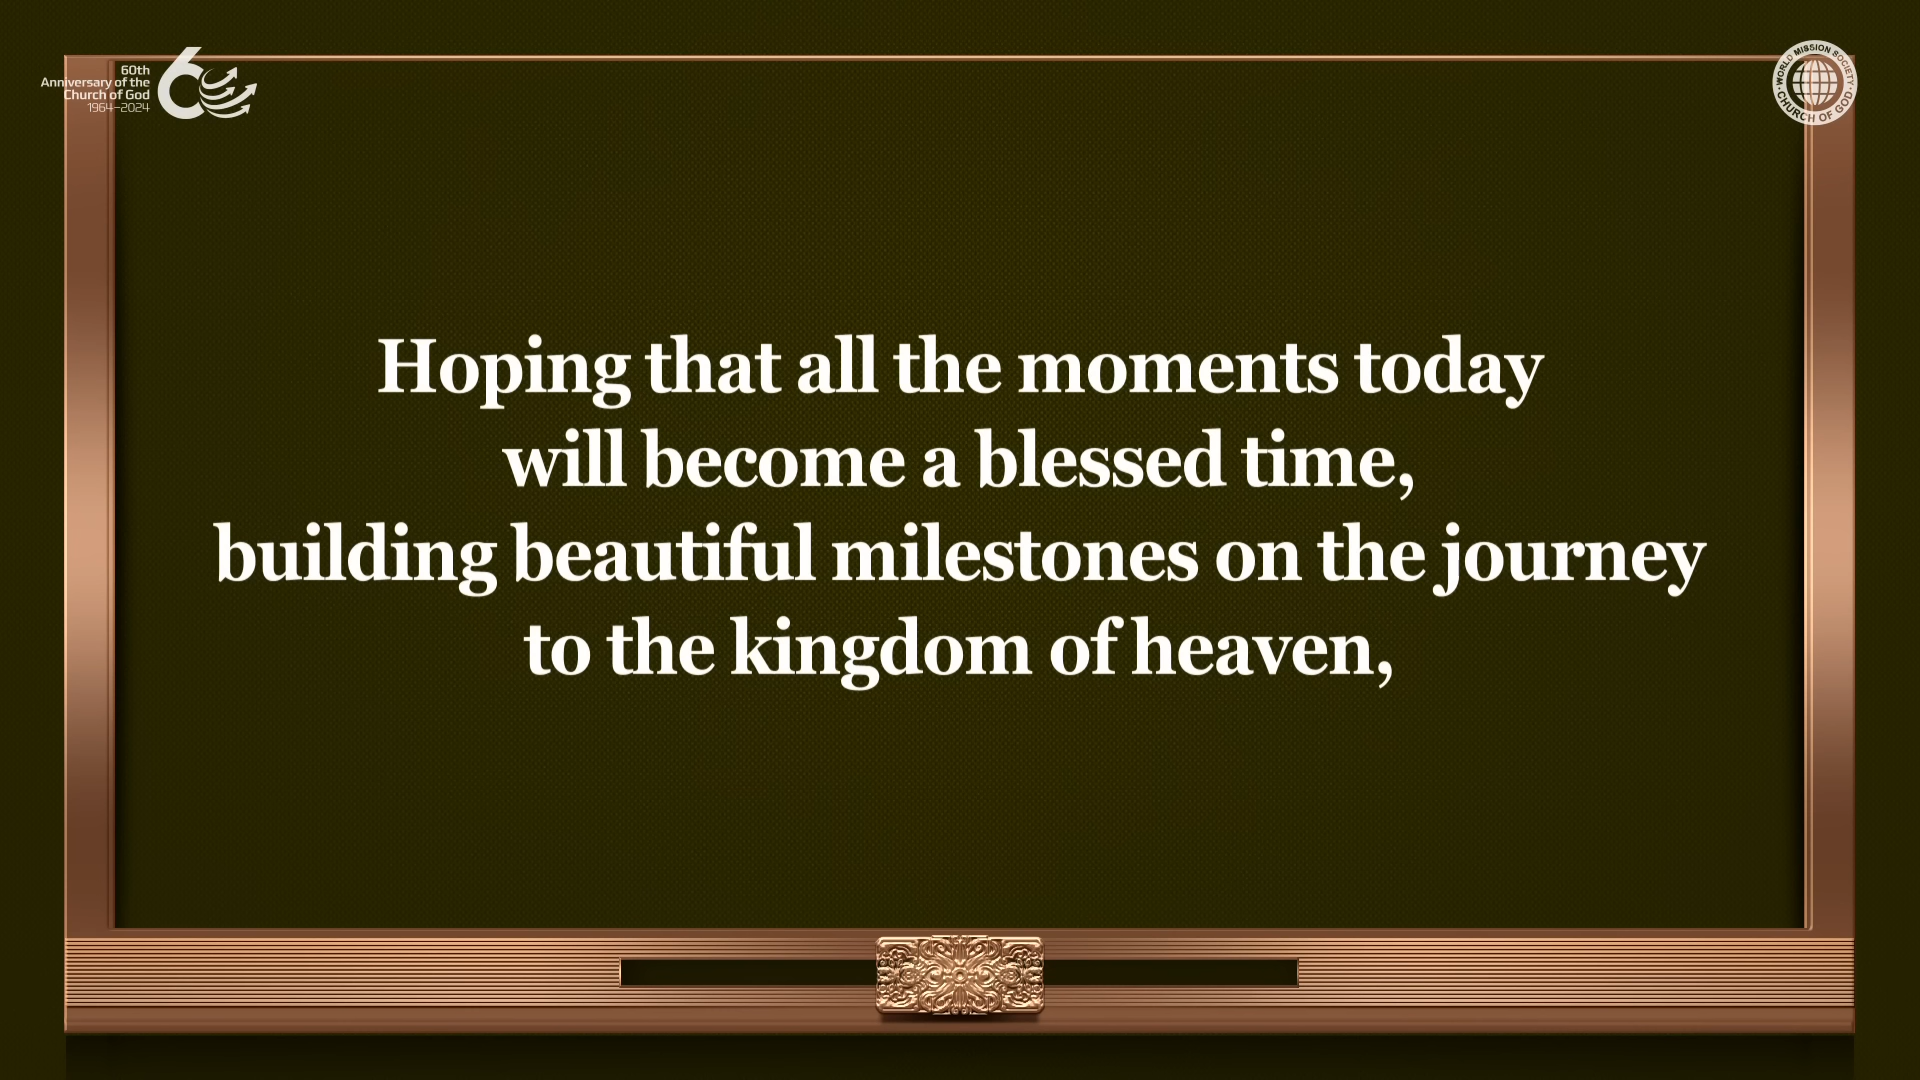 60th
Anniversary of the
Church of God
1964–2024
60
WORLD MISSION SOCIETY
CHURCH OF GOD
Hoping that all the moments today
will become a blessed time,
building beautiful milestones on the journey
to the kingdom of heaven,